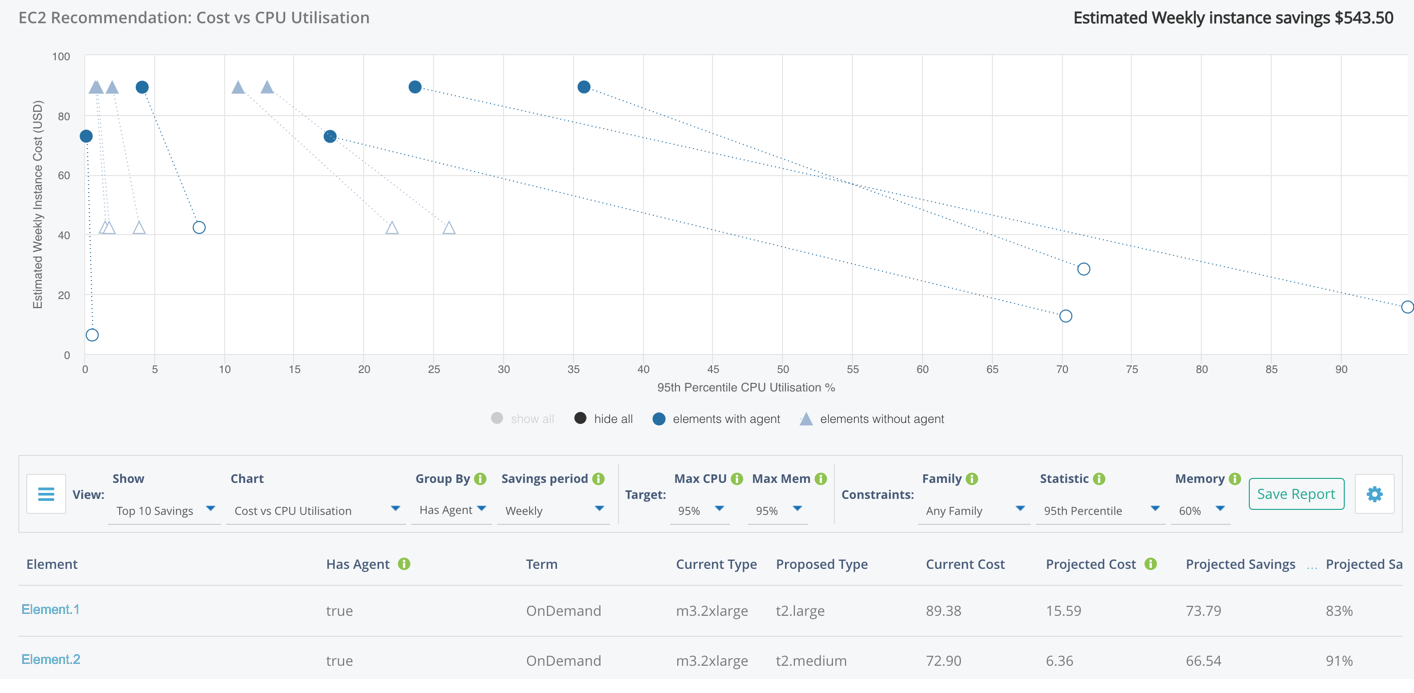 EC2 Recommendation: Cost vs CPU Utilisation Estimated Weekly instance savings $543.50
100
80
60
40
20
0
Estimated Weekly Instance Cost (USD)
0 5 10 15 20 25 30 35 40 45 50 55 60 65 70 75 80 85 90
95th Percentile CPU Utilisation %
show all hide all elements with agent elements without agent
Show Chart Group By Savings period Max CPU Max Mem Family Statistic Memory
View: Target: Constraints: Save Report
Top 10 Savings Cost vs CPU Utilisation Has Agent Weekly 95% 95% Any Family 95th Percentile 60%
Element Has Agent Term Current Type Proposed Type Current Cost Projected Cost Projected Savings ... Projected Sa
Element.1 true OnDemand m3.2xlarge t2.large 89.38 15.59 73.79 83%
Element.2 true OnDemand m3.2xlarge t2.medium 72.90 6.36 66.54 91%